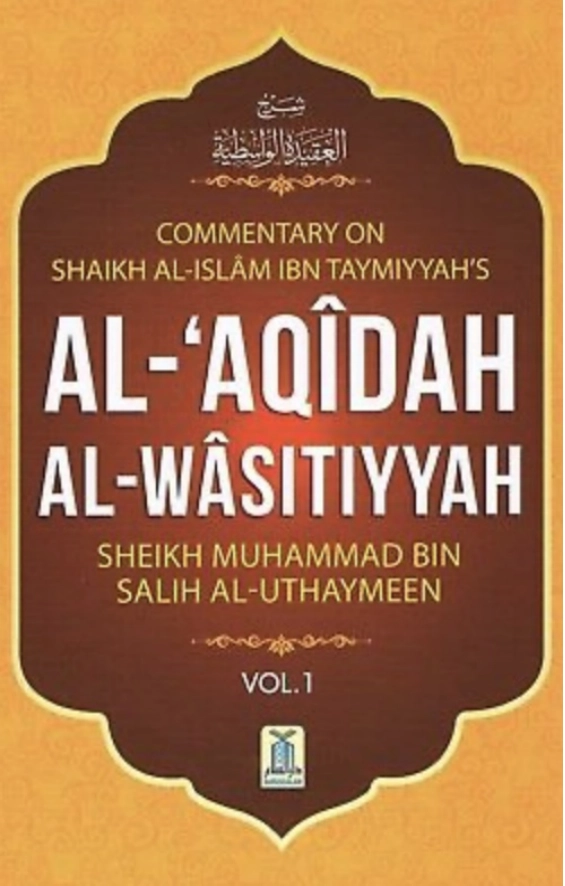 شرح
العقيدة الواسطية
COMMENTARY ON
SHAIKH AL-ISLÂM IBN TAYMIYYAH'S
AL-‘AQÎDAH
AL-WÂSITIYYAH
SHEIKH MUHAMMAD BIN
SALIH AL-UTHAYMEEN
VOL.1